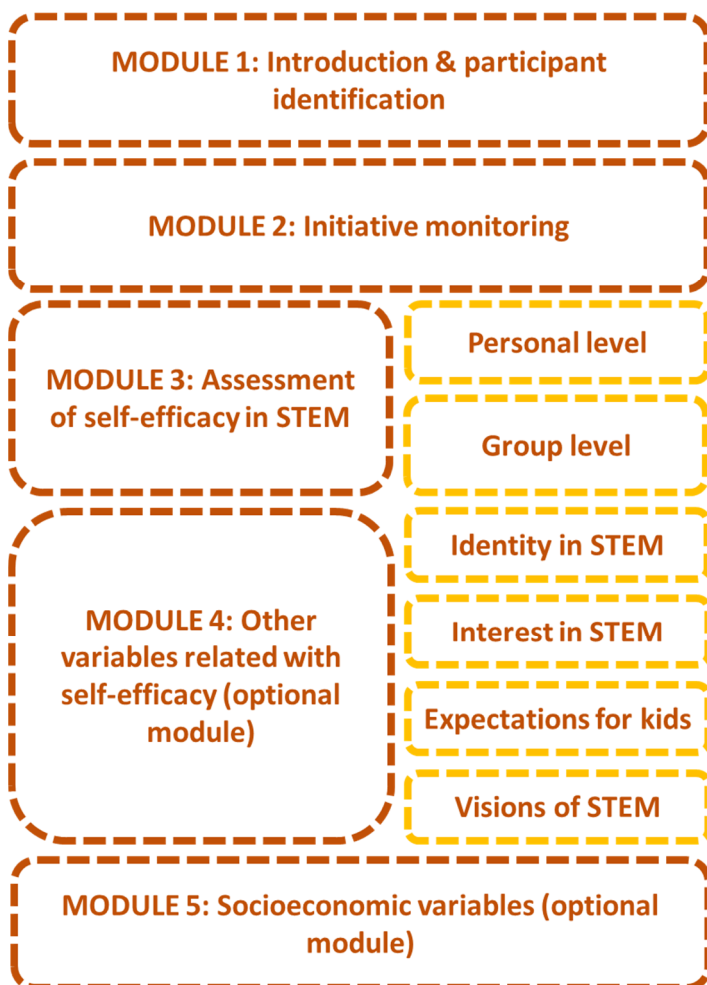 MODULE 1: Introduction & participant
identification
MODULE 2: Initiative monitoring
MODULE 3: Assessment
of self-efficacy in STEM
Personal level
Group level
MODULE 4: Other
variables related with
self-efficacy (optional
module)
Identity in STEM
Interest in STEM
Expectations for kids
Visions of STEM
MODULE 5: Socioeconomic variables (optional
module)